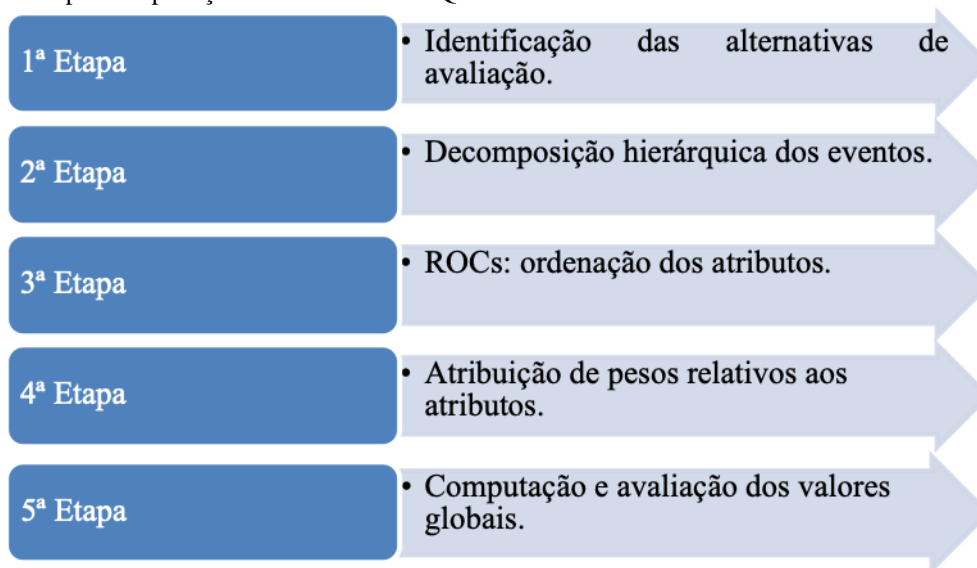 1ª Etapa
• Identificação das alternativas de
avaliação.
2ª Etapa
• Decomposição hierárquica dos eventos.
3ª Etapa
• ROCs: ordenação dos atributos.
4ª Etapa
• Atribuição de pesos relativos aos
atributos.
5ª Etapa
• Computação e avaliação dos valores
globais.